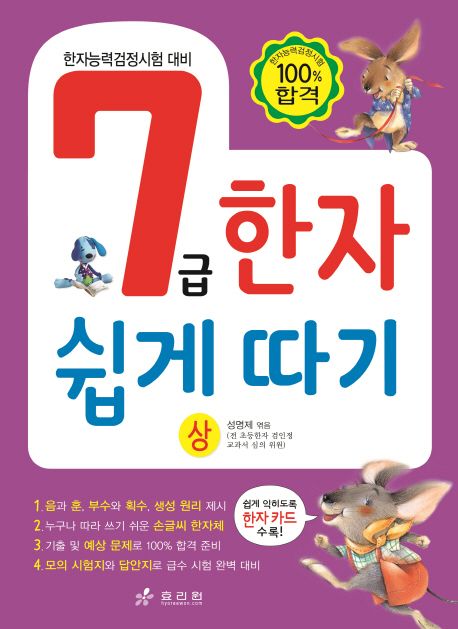 한자능력검정시험 대비
한자능력검정시험
100%
합격
7급 한자
쉽게 따기
상
성명제 엮음
(전 초등한자 검인정
교과서 심의 위원)
1.음과 훈, 부수와 획수, 생성 원리 제시
2.누구나 따라 쓰기 쉬운 손글씨 한자체
3.기출 및 예상 문제로 100% 합격 준비
4.모의 시험지와 답안지로 급수 시험 완벽 대비
쉽게 익히도록
한자 카드
수록!
효리원
hyoreewon.com